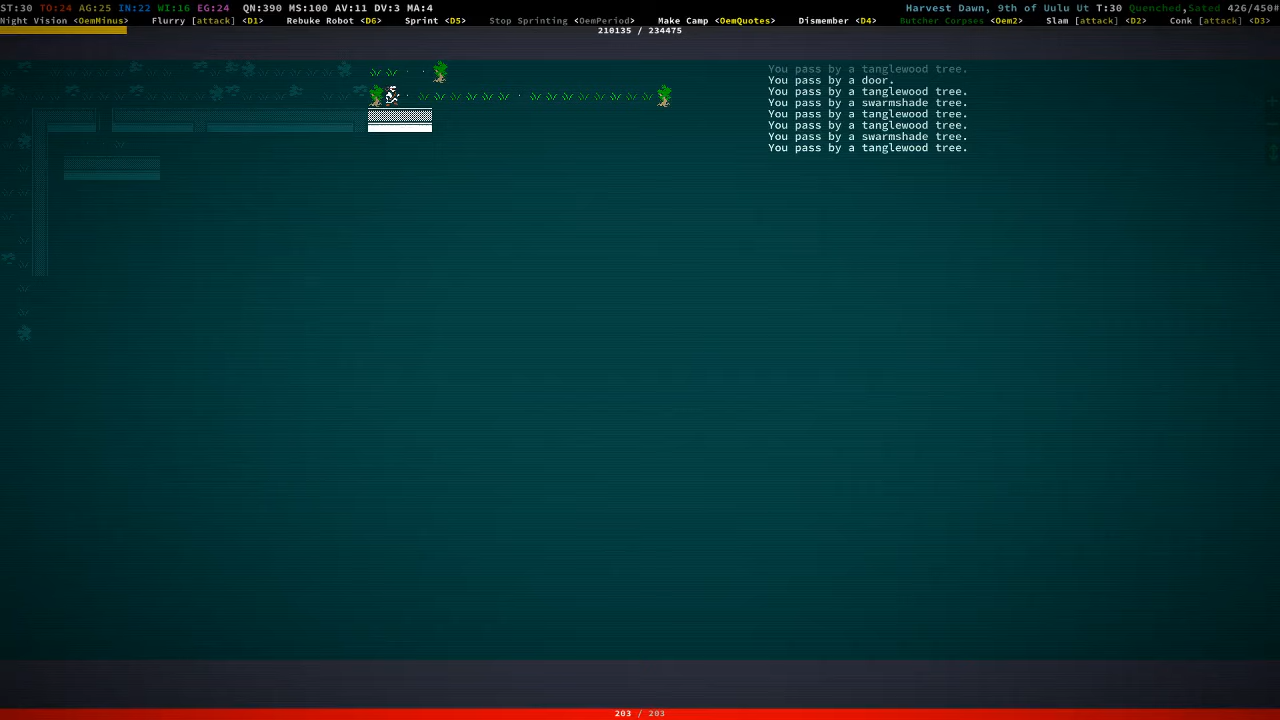 ST:30 TO:24 AG:25 IN:22 WI:16 EG:24 QN:390 MS:100 AV:11 DV:3 MA:4 Harvest Dawn, 9th of Uulu Ut T:30 Quenched,Sated 426/450#
Night Vision <OemMinus> Flurry [attack] <D1> Rebuke Robot <D6> Sprint <D5> Stop Sprinting <OemPeriod> Make Camp <OemQuotes> Dismember <D4> Butcher Corpses <Oem2> Slam [attack] <D2> Conk [attack] <D3>
210135 / 234475
You pass by a tanglewood tree.
You pass by a door.
You pass by a tanglewood tree.
You pass by a swarmshade tree.
You pass by a tanglewood tree.
You pass by a tanglewood tree.
You pass by a swarmshade tree.
You pass by a tanglewood tree.
203 / 203